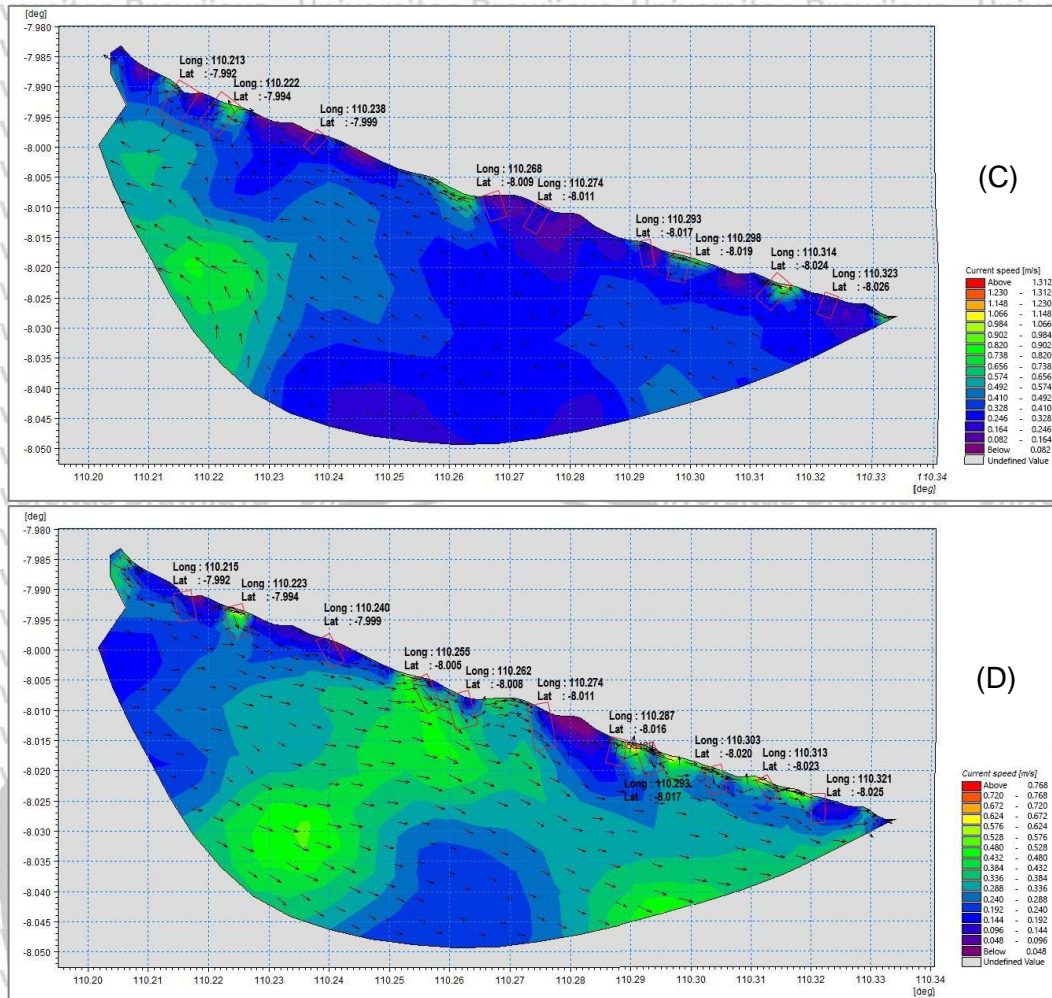 [deg]
-7.980
-7.985
-7.990
-7.995
-8.000
-8.005
-8.010
-8.015
-8.020
-8.025
-8.030
-8.035
-8.040
-8.045
-8.050
Long : 110.213
Lat : -7.992
Long : 110.222
Lat : -7.994
Long : 110.238
Lat : -7.999
Long : 110.268
Lat : -8.009
Long : 110.274
Lat : -8.011
Long : 110.293
Lat : -8.017
Long : 110.298
Lat : -8.019
Long : 110.314
Lat : -8.024
Long : 110.323
Lat : -8.026
110.20 110.21 110.22 110.23 110.24 110.25 110.26 110.27 110.28 110.29 110.30 110.31 110.32 110.33 110.34
[deg]
(C)
Current speed [m/s]
Above 1.312
1.230 - 1.312
1.148 - 1.230
1.066 - 1.148
0.984 - 1.066
0.902 - 0.984
0.820 - 0.902
0.738 - 0.820
0.656 - 0.738
0.574 - 0.656
0.492 - 0.574
0.410 - 0.492
0.328 - 0.410
0.246 - 0.328
0.164 - 0.246
0.082 - 0.164
Below 0.082
Undefined Value
[deg]
-7.980
-7.985
-7.990
-7.995
-8.000
-8.005
-8.010
-8.015
-8.020
-8.025
-8.030
-8.035
-8.040
-8.045
-8.050
Long : 110.215
Lat : -7.992
Long : 110.223
Lat : -7.994
Long : 110.240
Lat : -7.999
Long : 110.255
Lat : -8.005
Long : 110.262
Lat : -8.008
Long : 110.274
Lat : -8.011
Long : 110.287
Lat : -8.016
Long : 110.293
Lat : -8.017
Long : 110.303
Lat : -8.020
Long : 110.313
Lat : -8.023
Long : 110.321
Lat : -8.025
110.20 110.21 110.22 110.23 110.24 110.25 110.26 110.27 110.28 110.29 110.30 110.31 110.32 110.33 110.34
[deg]
(D)
Current speed [m/s]
Above 0.768
0.720 - 0.768
0.672 - 0.720
0.624 - 0.672
0.576 - 0.624
0.528 - 0.576
0.480 - 0.528
0.432 - 0.480
0.384 - 0.432
0.336 - 0.384
0.288 - 0.336
0.240 - 0.288
0.192 - 0.240
0.144 - 0.192
0.096 - 0.144
0.048 - 0.096
Below 0.048
Undefined Value